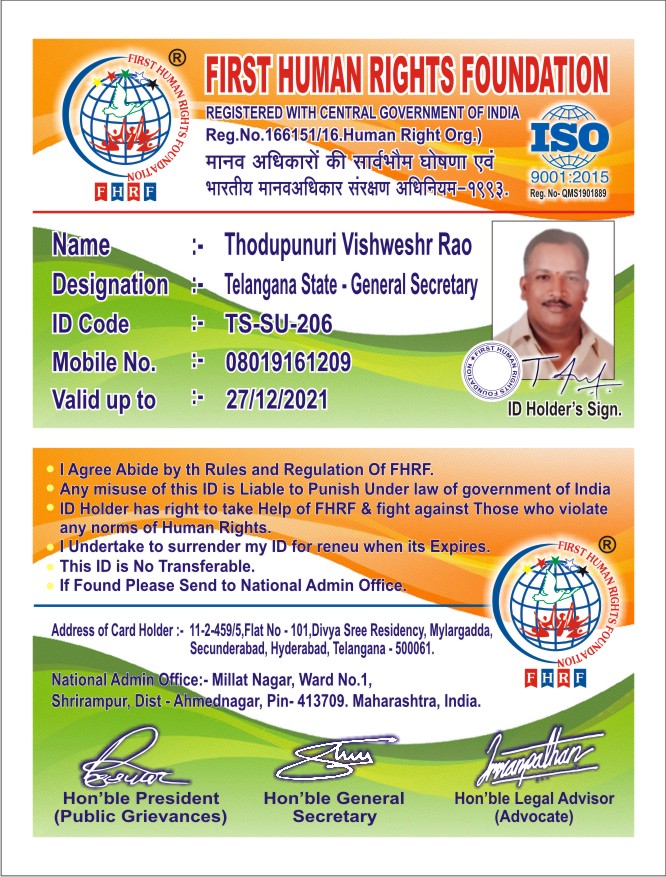 FIRST HUMAN RIGHTS FOUNDATION
®
FHRF
FIRST HUMAN RIGHTS FOUNDATION
REGISTERED WITH CENTRAL GOVERNMENT OF INDIA
Reg.No.166151/16.Human Right Org.)
मानव अधिकारों की सार्वभौम घोषणा एवं
भारतीय मानवअधिकार संरक्षण अधिनियम-१९९३.
ISO
9001:2015
Reg. No- QMS1901889
Name :- Thodupunuri Vishweshr Rao
Designation :- Telangana State - General Secretary
ID Code :- TS-SU-206
Mobile No. :- 08019161209
Valid up to :- 27/12/2021
FIRST HUMAN RIGHTS FOUNDATION
ID Holder's Sign.
I Agree Abide by th Rules and Regulation Of FHRF.
Any misuse of this ID is Liable to Punish Under law of government of India
ID Holder has right to take Help of FHRF & fight against Those who violate
any norms of Human Rights.
I Undertake to surrender my ID for reneu when its Expires.
This ID is No Transferable.
If Found Please Send to National Admin Office.
FIRST HUMAN RIGHTS FOUNDATION
®
FHRF
Address of Card Holder :- 11-2-459/5,Flat No - 101,Divya Sree Residency, Mylargadda,
Secunderabad, Hyderabad, Telangana - 500061.
National Admin Office:- Millat Nagar, Ward No.1,
Shrirampur, Dist - Ahmednagar, Pin- 413709. Maharashtra, India.
Imranpathan
Hon'ble President
(Public Grievances)
Hon'ble General
Secretary
Hon'ble Legal Advisor
(Advocate)